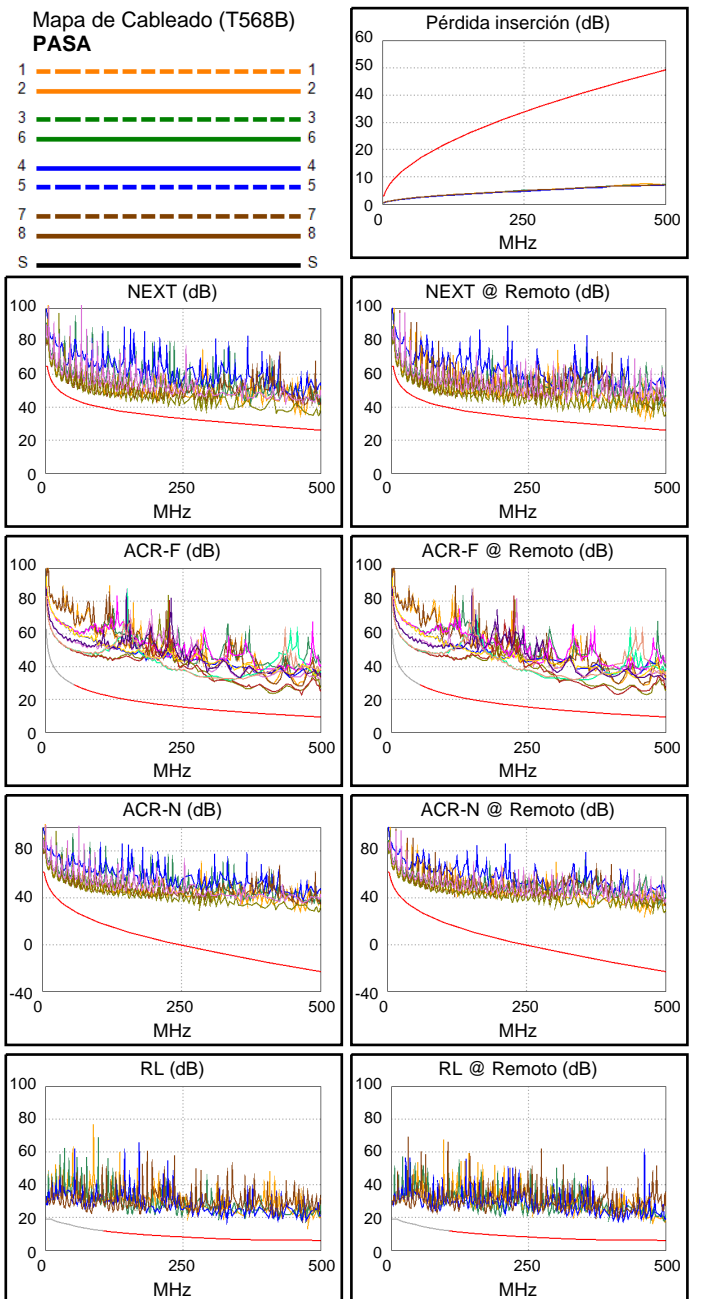 Mapa de Cableado (T568B)
PASA
1 1
2 2
3 3
6 6
4 4
5 5
7 7
8 8
S S
Pérdida inserción (dB)
60
50
40
30
20
10
0
0 250 500
MHz
NEXT (dB)
100
80
60
40
20
0
0 250 500
MHz
NEXT @ Remoto (dB)
100
80
60
40
20
0
0 250 500
MHz
ACR-F (dB)
100
80
60
40
20
0
0 250 500
MHz
ACR-F @ Remoto (dB)
100
80
60
40
20
0
0 250 500
MHz
ACR-N (dB)
80
40
0
-40
0 250 500
MHz
ACR-N @ Remoto (dB)
80
40
0
-40
0 250 500
MHz
RL (dB)
100
80
60
40
20
0
0 250 500
MHz
RL @ Remoto (dB)
100
80
60
40
20
0
0 250 500
MHz